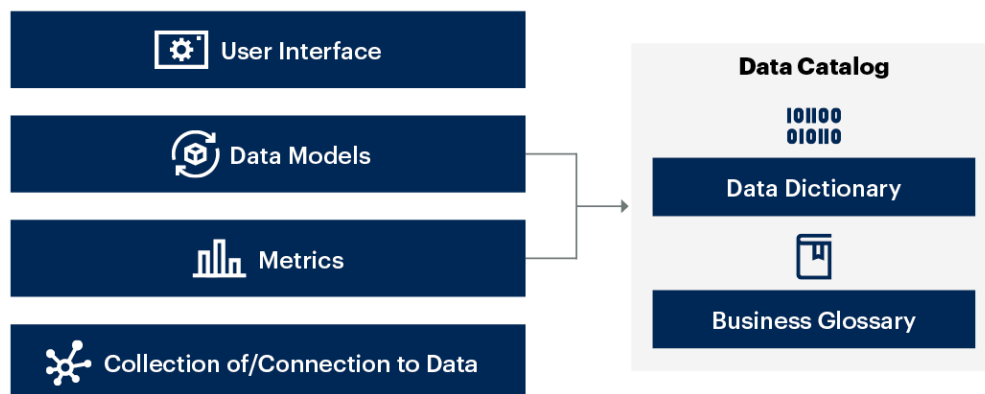 User Interface
Data Models
Metrics
Collection of/Connection to Data
Data Catalog
101100
010110
Data Dictionary
Business Glossary